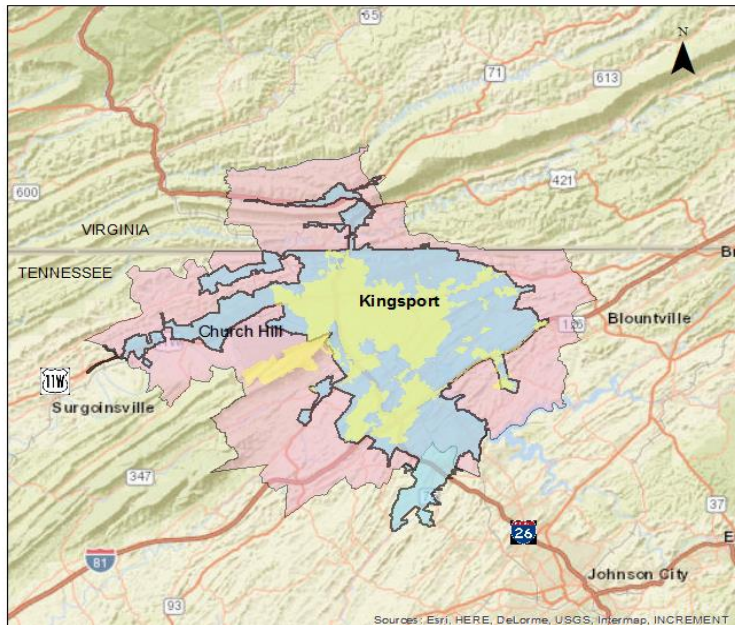 65
N
71
613
600
421
VIRGINIA
TENNESSEE
Kingsport
Br
126
Blountville
Church Hill
11W
Surgoinsville
347
37
26
E
81
Johnson City
93
Sources: Esri, HERE, DeLorme, USGS, Intermap, INCREMENT